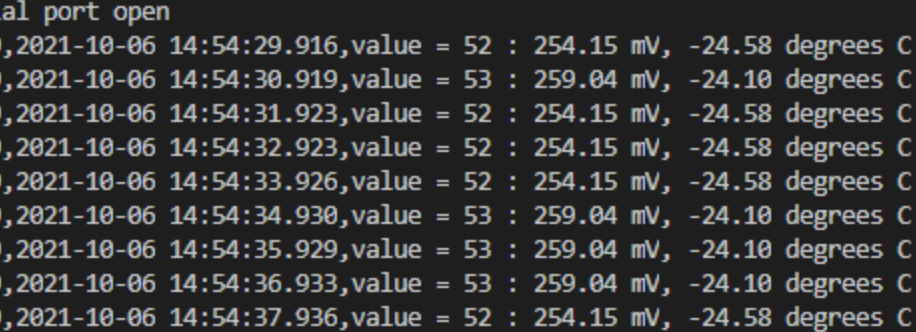 al port open
,2021-10-06 14:54:29.916,value = 52 : 254.15 mV, -24.58 degrees C
,2021-10-06 14:54:30.919,value = 53 : 259.04 mV, -24.10 degrees C
,2021-10-06 14:54:31.923,value = 52 : 254.15 mV, -24.58 degrees C
,2021-10-06 14:54:32.923,value = 52 : 254.15 mV, -24.58 degrees C
,2021-10-06 14:54:33.926,value = 52 : 254.15 mV, -24.58 degrees C
,2021-10-06 14:54:34.930,value = 53 : 259.04 mV, -24.10 degrees C
,2021-10-06 14:54:35.929,value = 53 : 259.04 mV, -24.10 degrees C
,2021-10-06 14:54:36.933,value = 53 : 259.04 mV, -24.10 degrees C
,2021-10-06 14:54:37.936,value = 52 : 254.15 mV, -24.58 degrees C